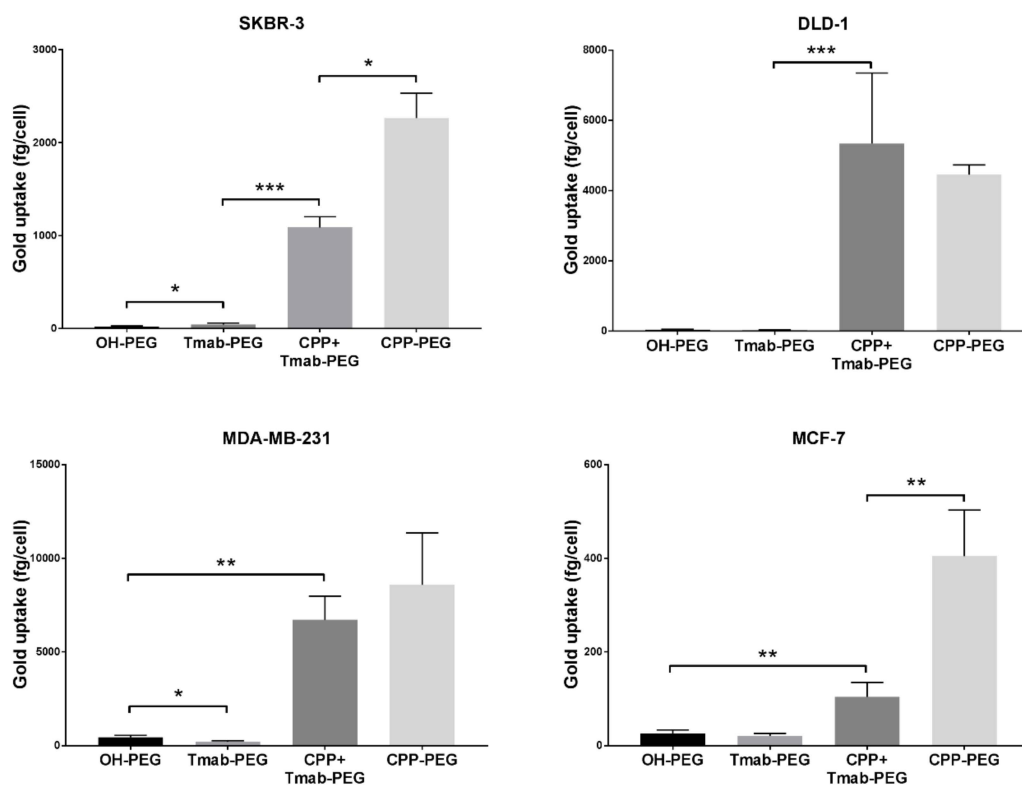 SKBR-3
Gold uptake (fg/cell)
3000
2000
1000
0
*
***
*
OH-PEG
Tmab-PEG
CPP+
Tmab-PEG
CPP-PEG
DLD-1
Gold uptake (fg/cell)
8000
6000
4000
2000
0
***
OH-PEG
Tmab-PEG
CPP+
Tmab-PEG
CPP-PEG
MDA-MB-231
Gold uptake (fg/cell)
15000
10000
5000
0
**
*
OH-PEG
Tmab-PEG
CPP+
Tmab-PEG
CPP-PEG
MCF-7
Gold uptake (fg/cell)
600
400
200
0
**
**
OH-PEG
Tmab-PEG
CPP+
Tmab-PEG
CPP-PEG